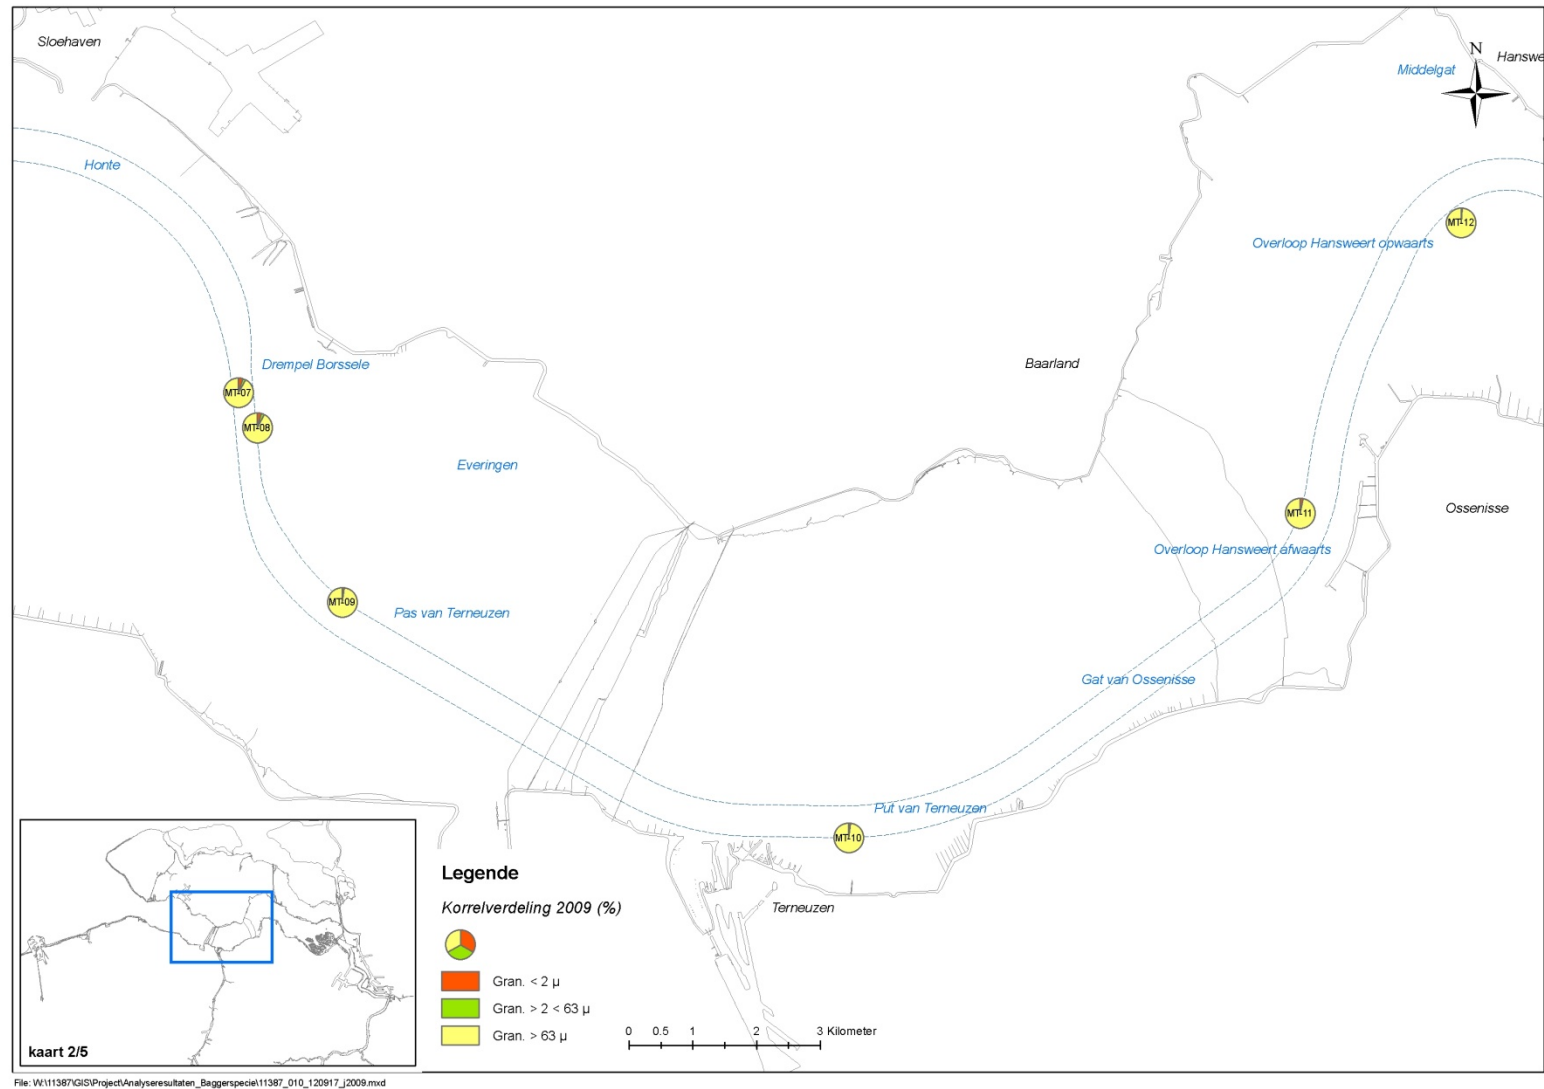 Sloehaven
N
Hanswe
Middelgat
Honte
MT-12
Overloop Hansweert opwaarts
Drempel Borssele
Baarland
MT-07
MT-08
Everingen
Ossenisse
MT-11
Overloop Hansweert afwaarts
MT-09
Pas van Terneuzen
Gat van Ossenisse
Put van Terneuzen
MT-10
Terneuzen
Legende
Korrelverdeling 2009 (%)
Gran. < 2 µ
Gran. > 2 < 63 µ
Gran. > 63 µ
0 0.5 1 2 3 Kilometer
kaart 2/5
File: W:\11387\GIS\Project\Analyseresultaten_Baggerspecie\11387_010_120917_j2009.mxd